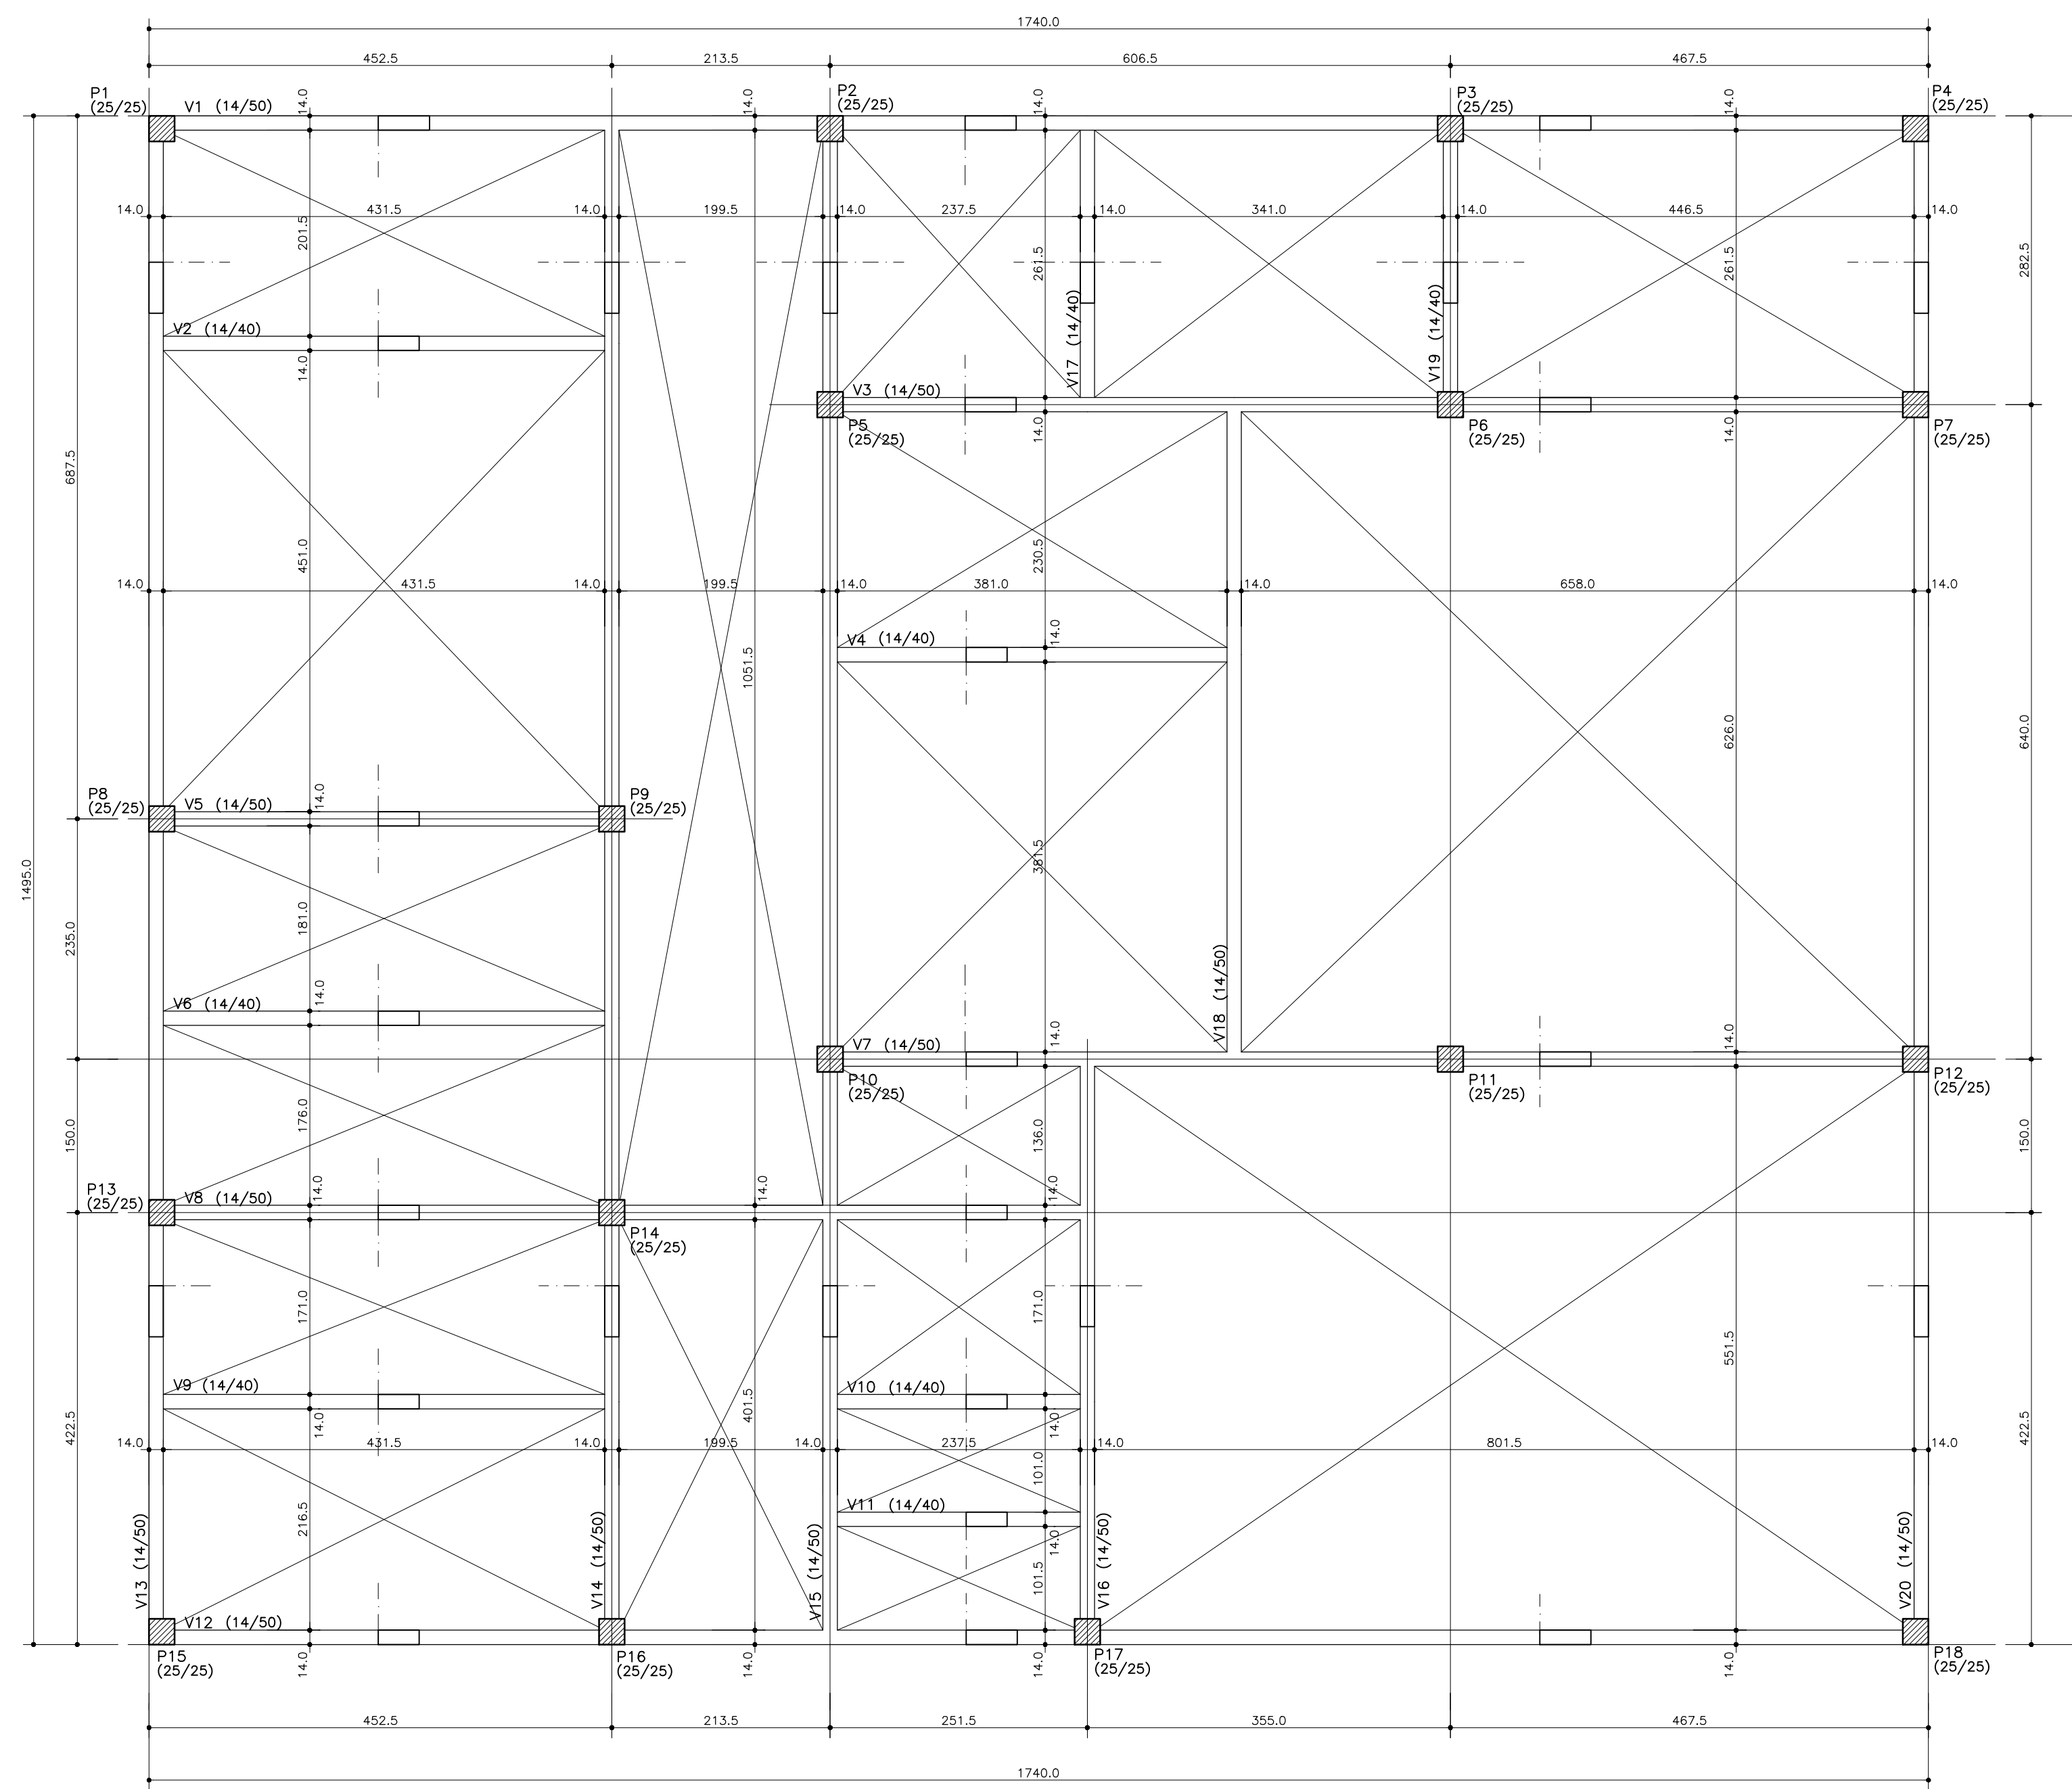 1740.0
452.5
213.5
606.5
467.5
P1
(25/25)
V1 (14/50)
14.0
14.0
P2
(25/25)
14.0
P3
(25/25)
14.0
P4
(25/25)
14.0
431.5
14.0
199.5
14.0
237.5
14.0
341.0
14.0
446.5
14.0
201.5
261.5
261.5
282.5
V2 (14/40)
14.0
V17 (14/40)
V19 (14/40)
V3 (14/50)
P5
(25/25)
14.0
P6
(25/25)
14.0
P7
(25/25)
687.5
451.0
230.5
14.0
431.5
14.0
199.5
14.0
381.0
14.0
658.0
14.0
V4 (14/40)
14.0
1051.5
626.0
640.0
P8
(25/25)
V5 (14/50)
14.0
P9
(25/25)
381.5
1495.0
181.0
235.0
V6 (14/40)
14.0
V18 (14/50)
V7 (14/50)
14.0
14.0
P10
(25/25)
P11
(25/25)
P12
(25/25)
176.0
150.0
136.0
150.0
P13
(25/25)
V8 (14/50)
14.0
14.0
14.0
P14
(25/25)
171.0
171.0
551.5
V9 (14/40)
14.0
401.5
V10 (14/40)
14.0
422.5
422.5
14.0
431.5
14.0
199.5
14.0
237.5
14.0
801.5
14.0
101.0
216.5
V11 (14/40)
14.0
V13 (14/50)
V14 (14/50)
V15 (14/50)
V16 (14/50)
V20 (14/50)
101.5
V12 (14/50)
P15
(25/25)
14.0
P16
(25/25)
14.0
14.0
P17
(25/25)
14.0
P18
(25/25)
452.5
213.5
251.5
355.0
467.5
1740.0